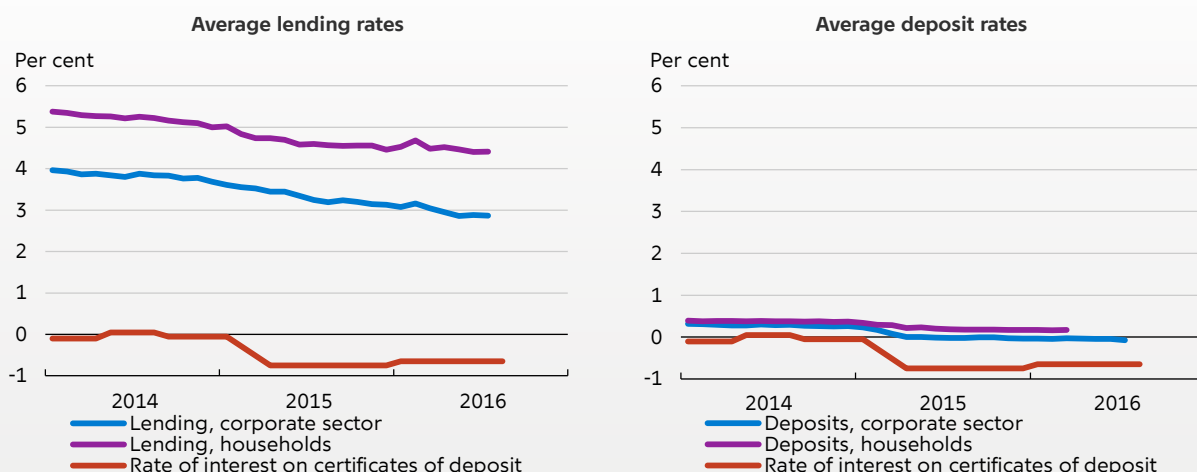 Average lending rates
Per cent
6
5
4
3
2
1
0
-1
2014 2015 2016
Lending, corporate sector
Lending, households
Rate of interest on certificates of deposit
Average deposit rates
Per cent
6
5
4
3
2
1
0
-1
2014 2015 2016
Deposits, corporate sector
Deposits, households
Rate of interest on certificates of deposit